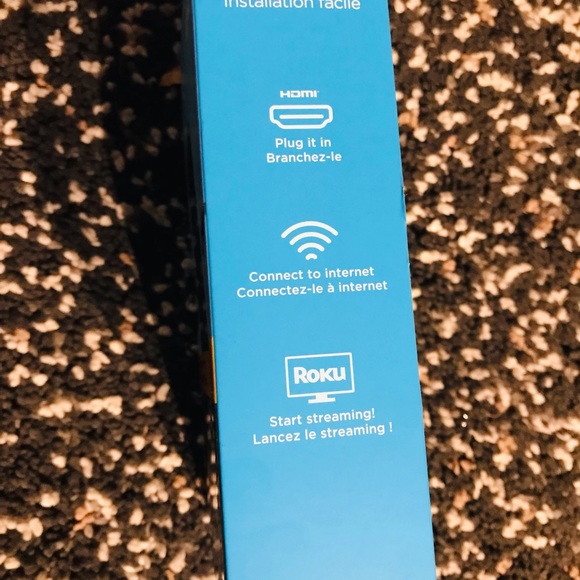 Installation facile
HDMI
Plug it in
Branchez-le
Connect to internet
Connectez-le à internet
Roku
Start streaming!
Lancez le streaming !